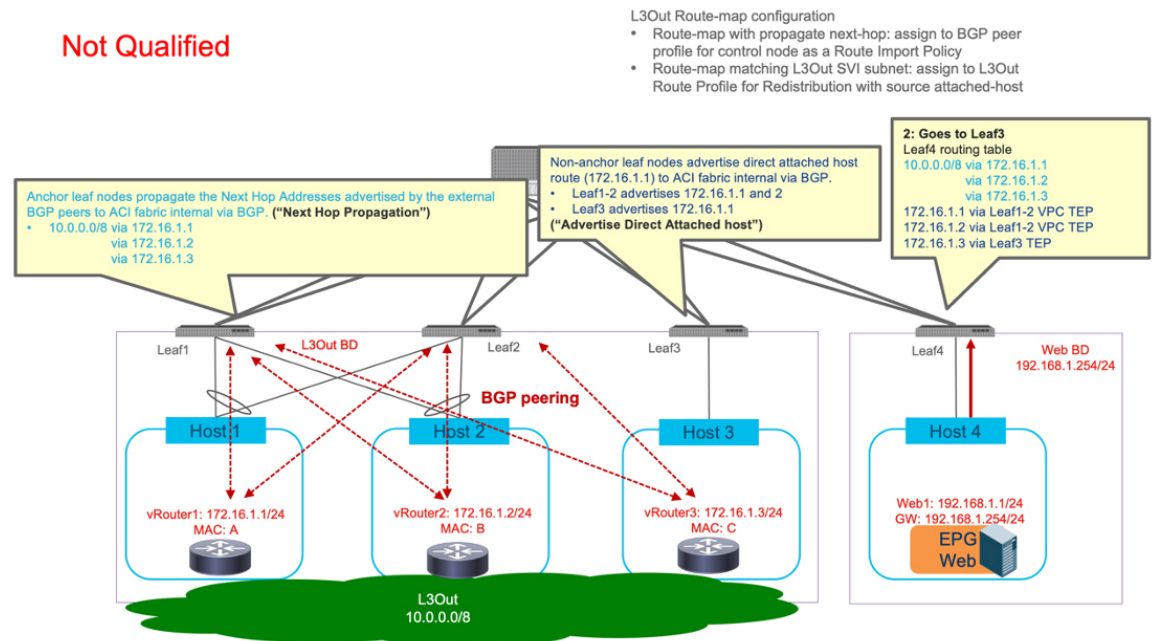 Not Qualified
L3Out Route-map configuration
• Route-map with propagate next-hop: assign to BGP peer
profile for control node as a Route Import Policy
• Route-map matching L3Out SVI subnet: assign to L3Out
Route Profile for Redistribution with source attached-host
Anchor leaf nodes propagate the Next Hop Addresses advertised by the external
BGP peers to ACI fabric internal via BGP. ("Next Hop Propagation")
• 10.0.0.0/8 via 172.16.1.1
via 172.16.1.2
via 172.16.1.3
Non-anchor leaf nodes advertise direct attached host
route (172.16.1.1) to ACI fabric internal via BGP.
• Leaf1-2 advertises 172.16.1.1 and 2
• Leaf3 advertises 172.16.1.1
("Advertise Direct Attached host")
2: Goes to Leaf3
Leaf4 routing table
10.0.0.0/8 via 172.16.1.1
via 172.16.1.2
via 172.16.1.3
172.16.1.1 via Leaf1-2 VPC TEP
172.16.1.2 via Leaf1-2 VPC TEP
172.16.1.3 via Leaf3 TEP
Leaf1
L3Out BD
Leaf2
Leaf3
Leaf4
Web BD
192.168.1.254/24
BGP peering
Host 1
Host 2
Host 3
Host 4
vRouter1: 172.16.1.1/24
MAC: A
vRouter2: 172.16.1.2/24
MAC: B
vRouter3: 172.16.1.3/24
MAC: C
Web1: 192.168.1.1/24
GW: 192.168.1.254/24
EPG
Web
L3Out
10.0.0.0/8